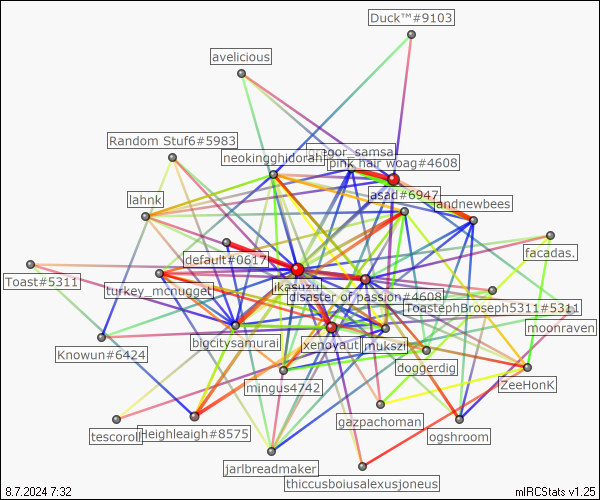 Duck™#9103
avelicious
Random Stuf6#5983
gregor_samsa
neokingghidorah
pink hair woag#4608
asad#6947
lahnk
landnewbees
facadas.
default#0617
Toast#5311
ikasuzu
turkey_mcnugget
disaster of passion#4608
ToastephBroseph5311#5311
moonraven
bigcitysamurai
xenoyaut
jmukszi
Knowun#6424
doggerdig
mingus4742
ZeeHonK
gazpachoman
tescoroll
Heighleaigh#8575
ogshroom
jarlbreadmaker
thiccusboiusalexusjoneus
8.7.2024 7:32
mIRCStats v1.25